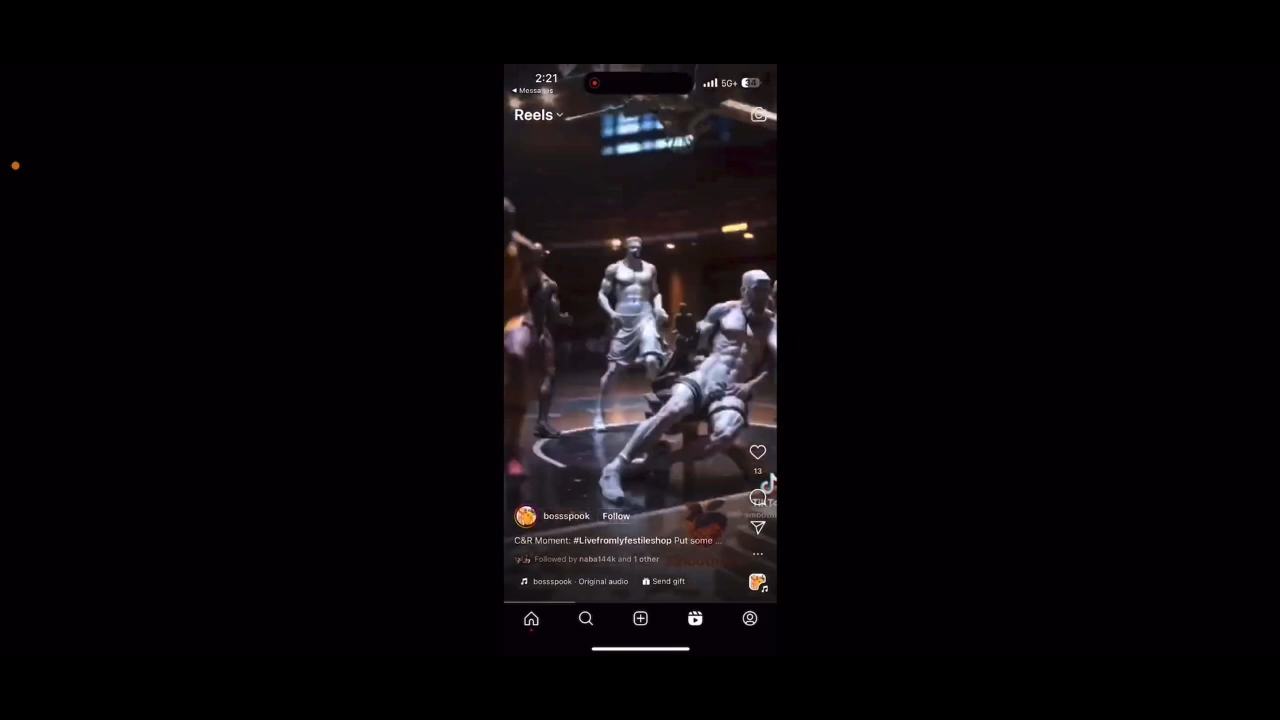 2:21
5G+
◀ Messages
Reels
13
bossspook Follow
C&R Moment: #Livefromlyfestileshop Put some ...
Followed by naba144k and 1 other
bossspook · Original audio Send gift